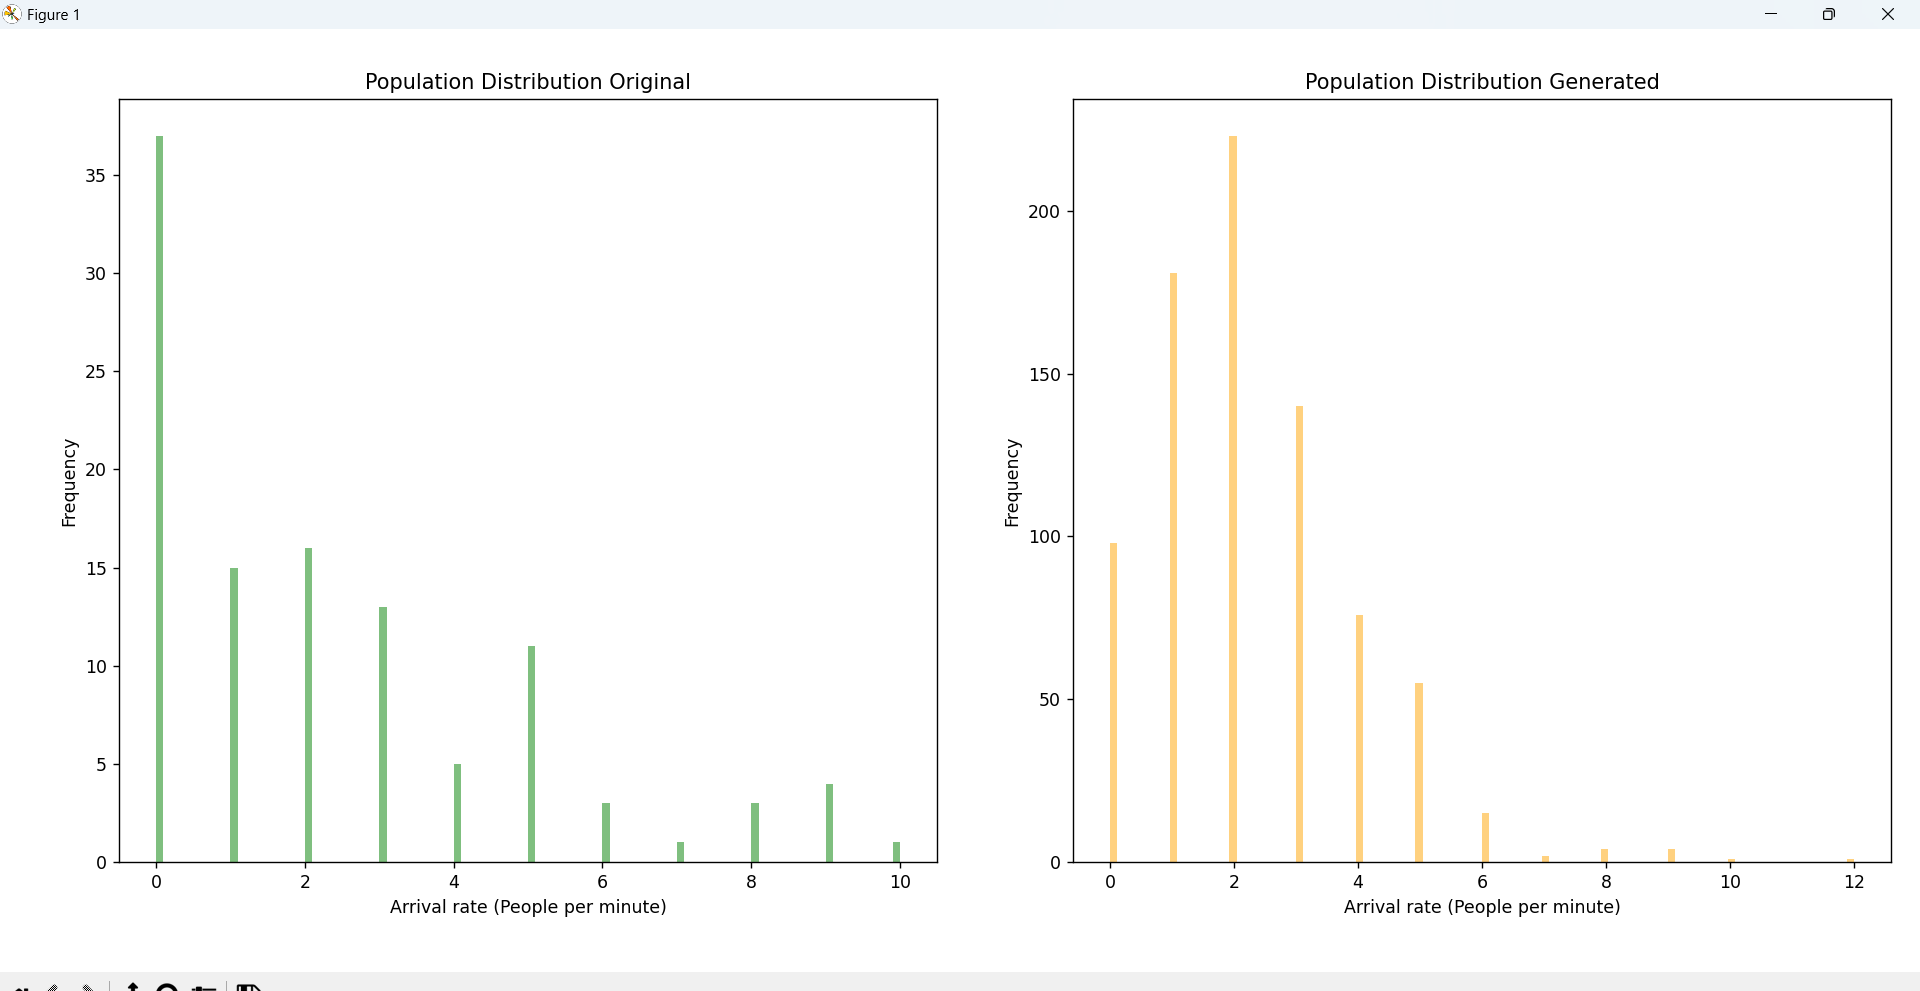 Figure 1
Population Distribution Original
35
30
25
20
15
10
5
0
Frequency
0 2 4 6 8 10
Arrival rate (People per minute)
Population Distribution Generated
200
150
100
50
0
Frequency
0 2 4 6 8 10 12
Arrival rate (People per minute)